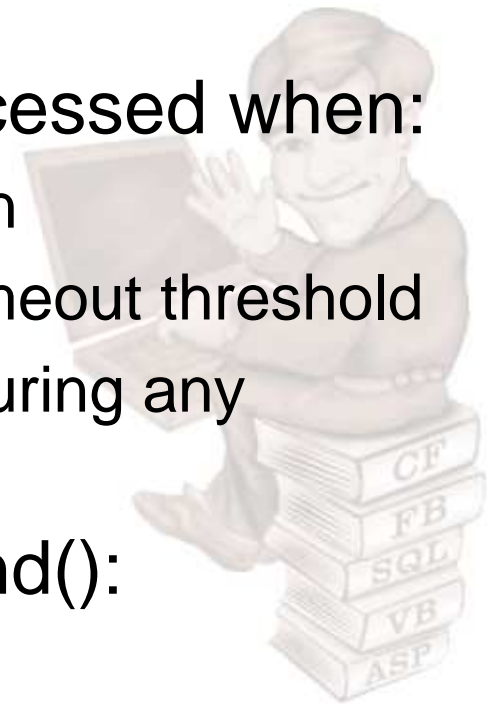 cessed when:
n
neout threshold
uring any
nd():
CF
FB
SQL
VB
ASP